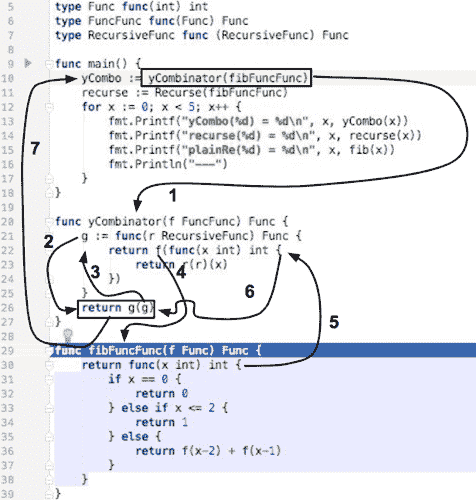 5 type Func func(int) int
6 type FuncFunc func(Func) Func
7 type RecursiveFunc func (RecursiveFunc) Func
8
9 func main() {
10 yCombo := yCombinator(fibFuncFunc)
11 recurse := Recurse(fibFuncFunc)
12 for x := 0; x < 5; x++ {
13 fmt.Printf("yCombo(%d) = %d\n", x, yCombo(x))
14 fmt.Printf("recurse(%d) = %d\n", x, recurse(x))
15 fmt.Printf("plainRe(%d) = %d\n", x, fib(x))
16 fmt.Println("———")
17 }
18 }
7
1
19
20 func yCombinator(f FuncFunc) Func {
21 g := func(r RecursiveFunc) Func {
22 return f(func(x int) int {
23 return r(r)(x)
24 })
25 }
26 return g(g)
27 }
2
3
4
6
5
28
29 func fibFuncFunc(f Func) Func {
30 return func(x int) int {
31 if x == 0 {
32 return 0
33 } else if x <= 2 {
34 return 1
35 } else {
36 return f(x-2) + f(x-1)
37 }
38 }
39 }